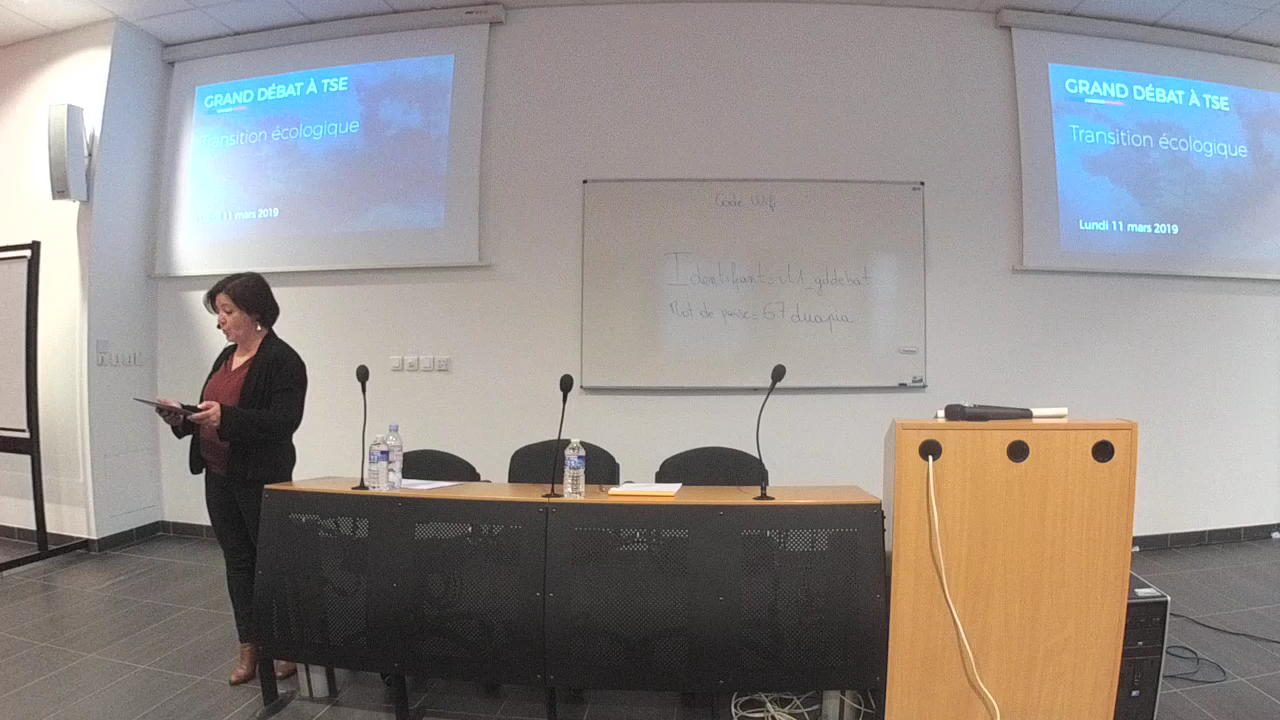 GRAND DÉBAT À TSE
Transition écologique
Lundi 11 mars 2019
Code Wifi
Identifiant = ut1_gddebat
Mot de passe = 67duapia
GRAND DÉBAT À TSE
Transition écologique
Lundi 11 mars 2019